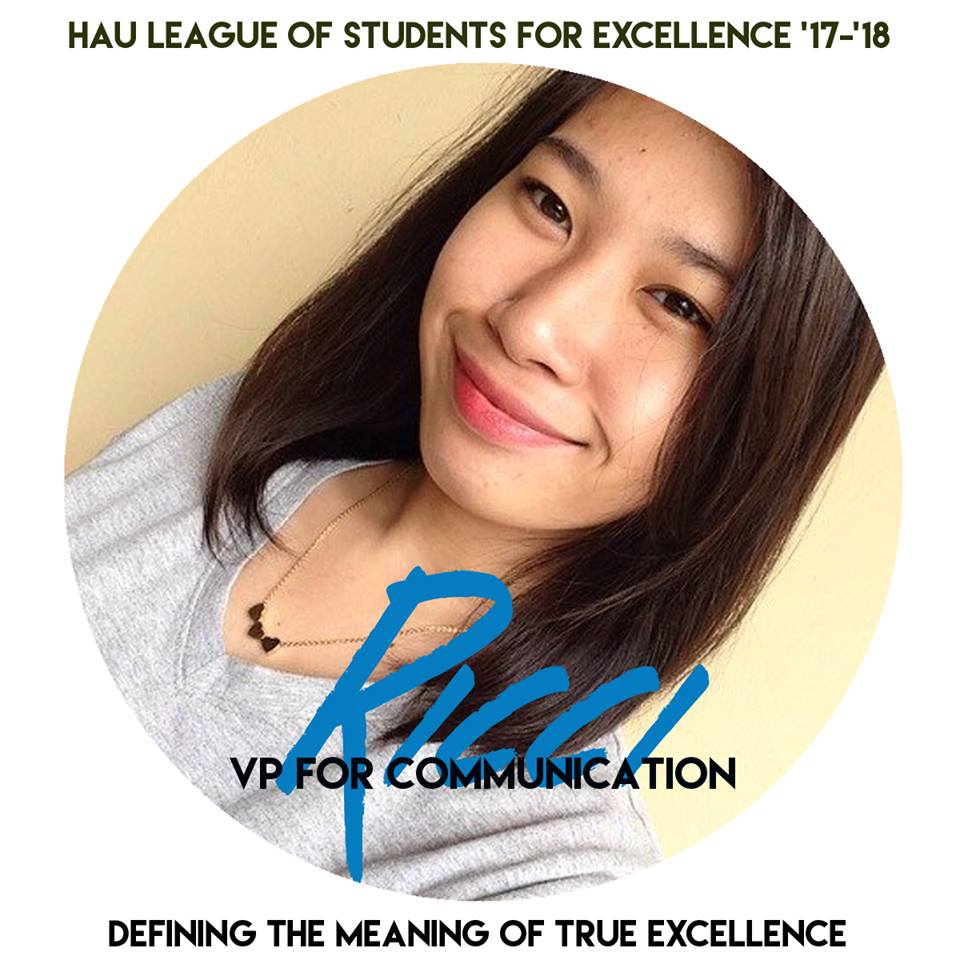 HAU LEAGUE OF STUDENTS FOR EXCELLENCE '17-'18
RICCI
VP FOR COMMUNICATION
DEFINING THE MEANING OF TRUE EXCELLENCE